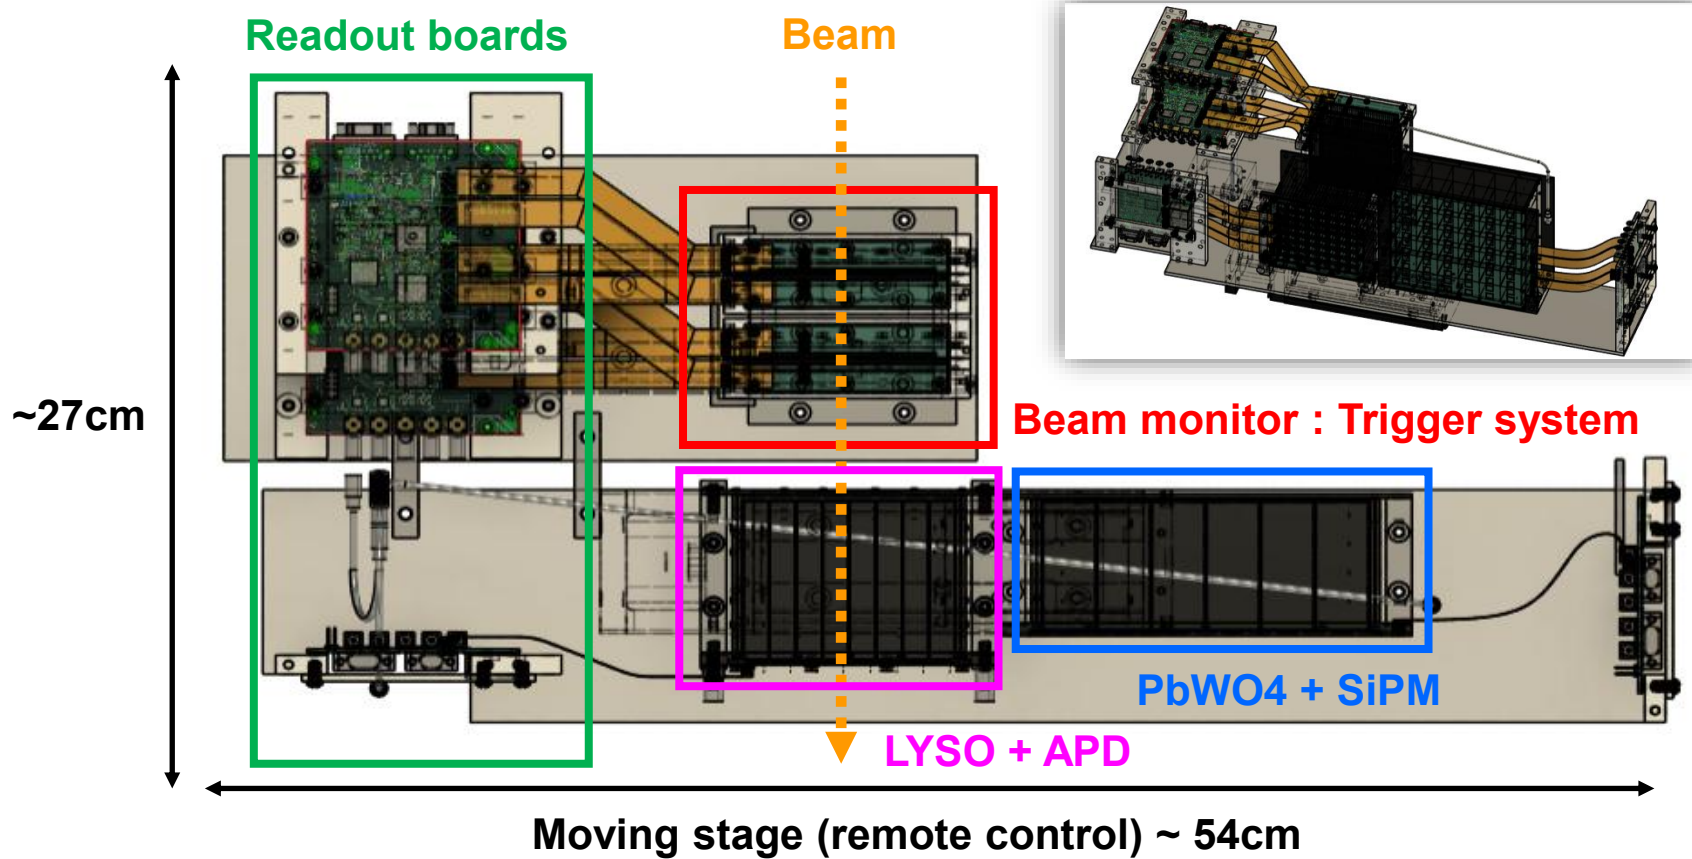 Readout boards
Beam
~27cm
Beam monitor : Trigger system
PbWO4 + SiPM
LYSO + APD
Moving stage (remote control) ~ 54cm